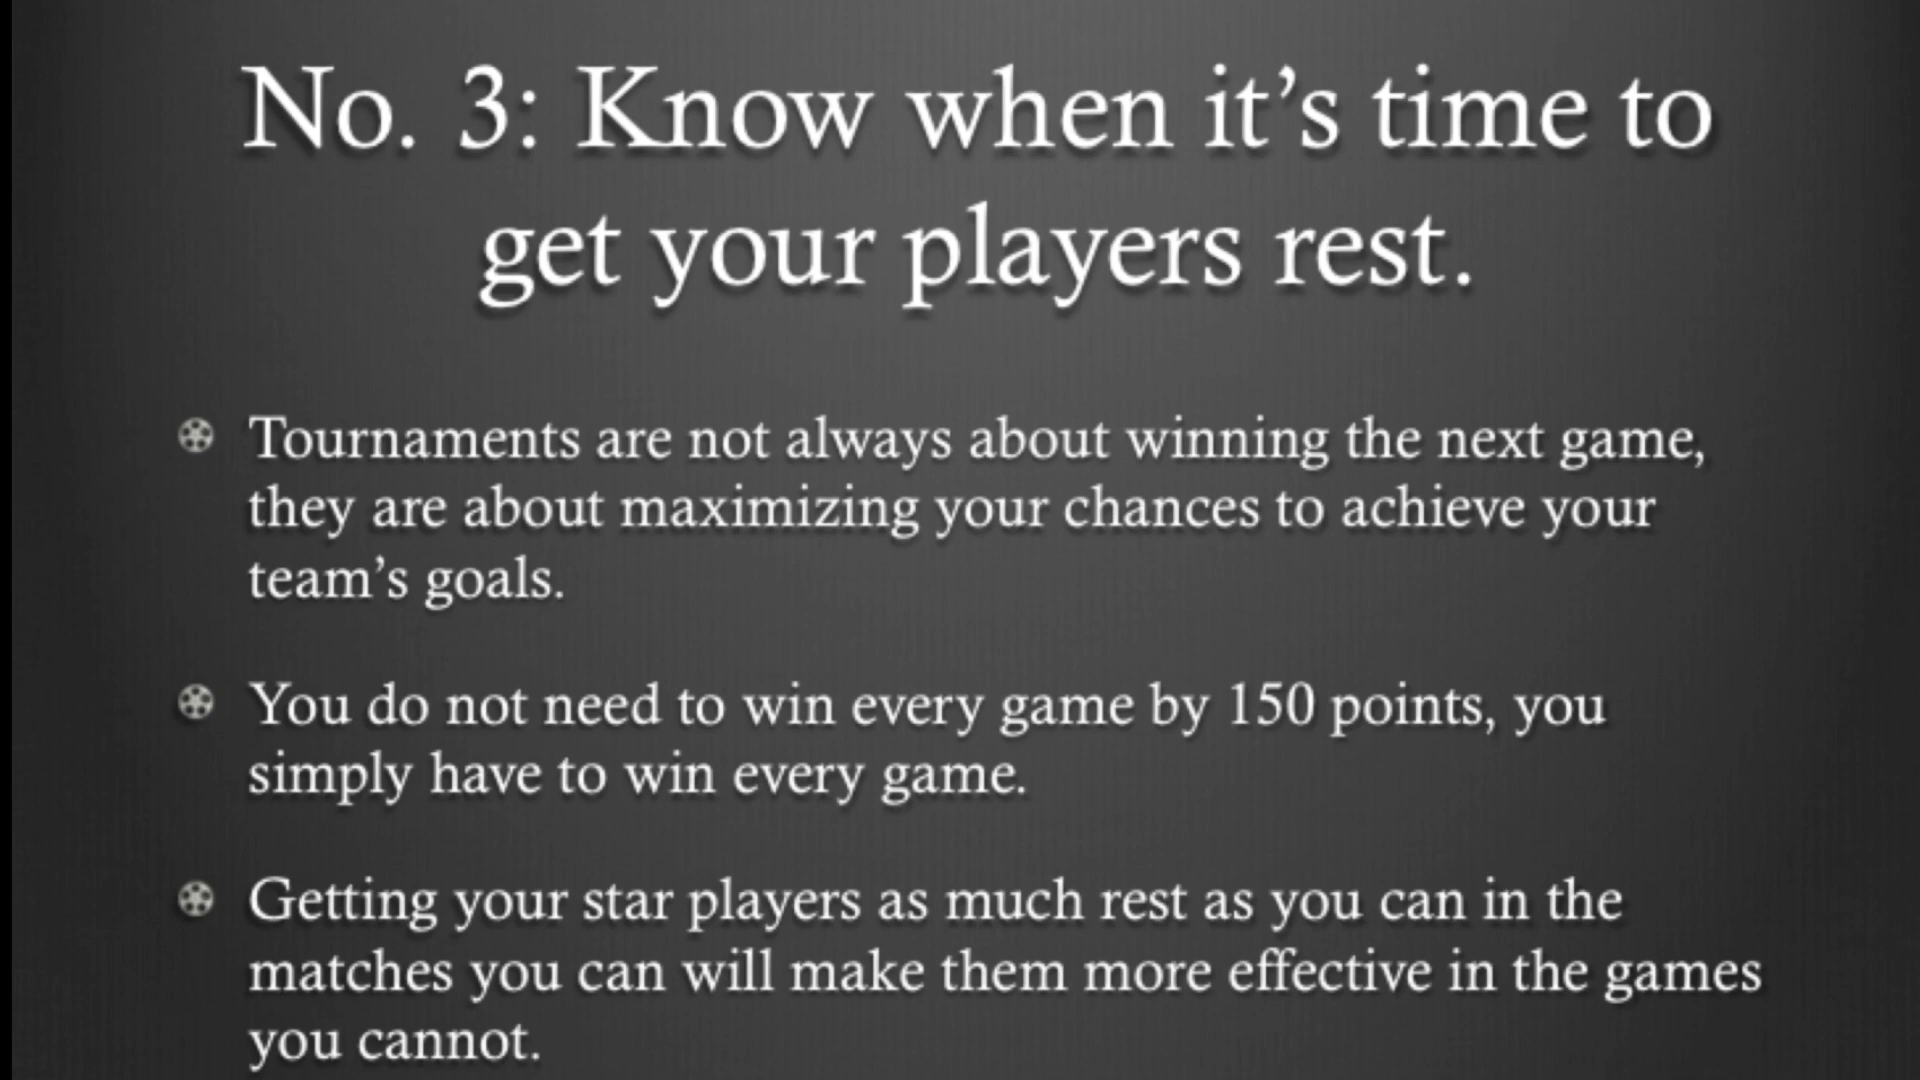 No. 3: Know when it’s time to
get your players rest.
Tournaments are not always about winning the next game,
they are about maximizing your chances to achieve your
team’s goals.
You do not need to win every game by 150 points, you
simply have to win every game.
Getting your star players as much rest as you can in the
matches you can will make them more effective in the games
you cannot.